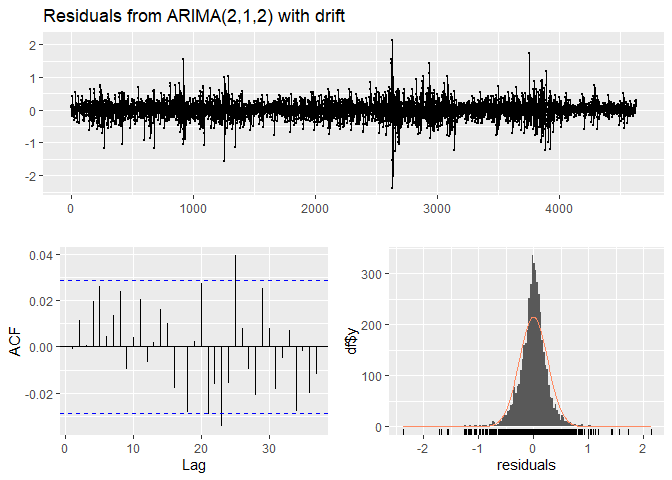 Residuals from ARIMA(2,1,2) with drift
2
1
0
-1
-2
0 1000 2000 3000 4000
0.04
0.02
0.00
-0.02
ACF
0 10 20 30
Lag
300
200
100
0
df$y
-2 -1 0 1 2
residuals